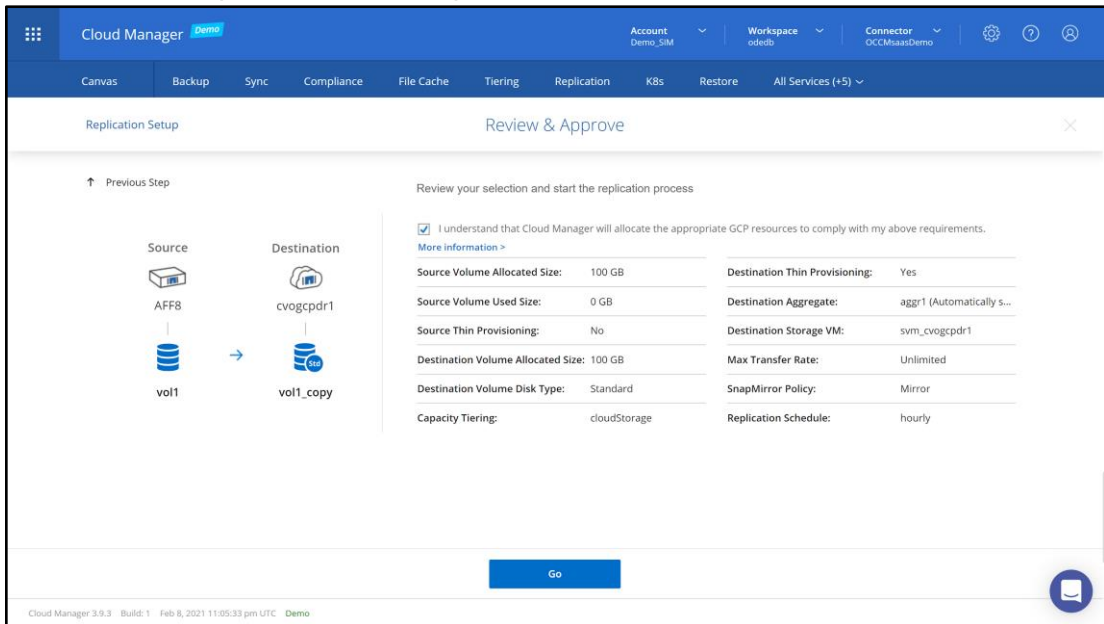 Cloud Manager Demo
Account
Demo_SIM
Workspace
odedb
Connector
OCCMsaasDemo
Canvas Backup Sync Compliance File Cache Tiering Replication K8s Restore All Services (+5)
Replication Setup
Review & Approve
↑ Previous Step
Source
AFF8
vol1
Destination
cvogcpdr1
Std
vol1_copy
Review your selection and start the replication process
I understand that Cloud Manager will allocate the appropriate GCP resources to comply with my above requirements.
More information >
Source Volume Allocated Size: 100 GB
Source Volume Used Size: 0 GB
Source Thin Provisioning: No
Destination Volume Allocated Size: 100 GB
Destination Volume Disk Type: Standard
Capacity Tiering: cloudStorage
Destination Thin Provisioning: Yes
Destination Aggregate: aggr1 (Automatically s...
Destination Storage VM: svm_cvogcpdr1
Max Transfer Rate: Unlimited
SnapMirror Policy: Mirror
Replication Schedule: hourly
Go
Cloud Manager 3.9.3 Build: 1 Feb 8, 2021 11:05:33 pm UTC Demo